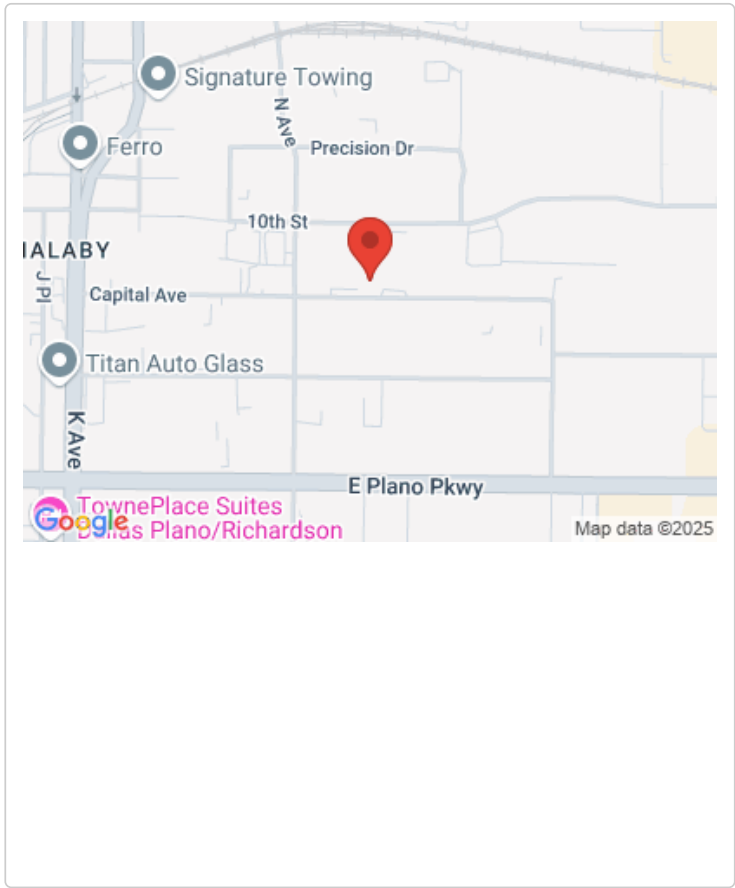 Signature Towing
N Ave
Ferro
Precision Dr
10th St
IALABY
J Pl
Capital Ave
Titan Auto Glass
K Ave
E Plano Pkwy
TownePlace Suites
Dallas Plano/Richardson
Google
Map data ©2025